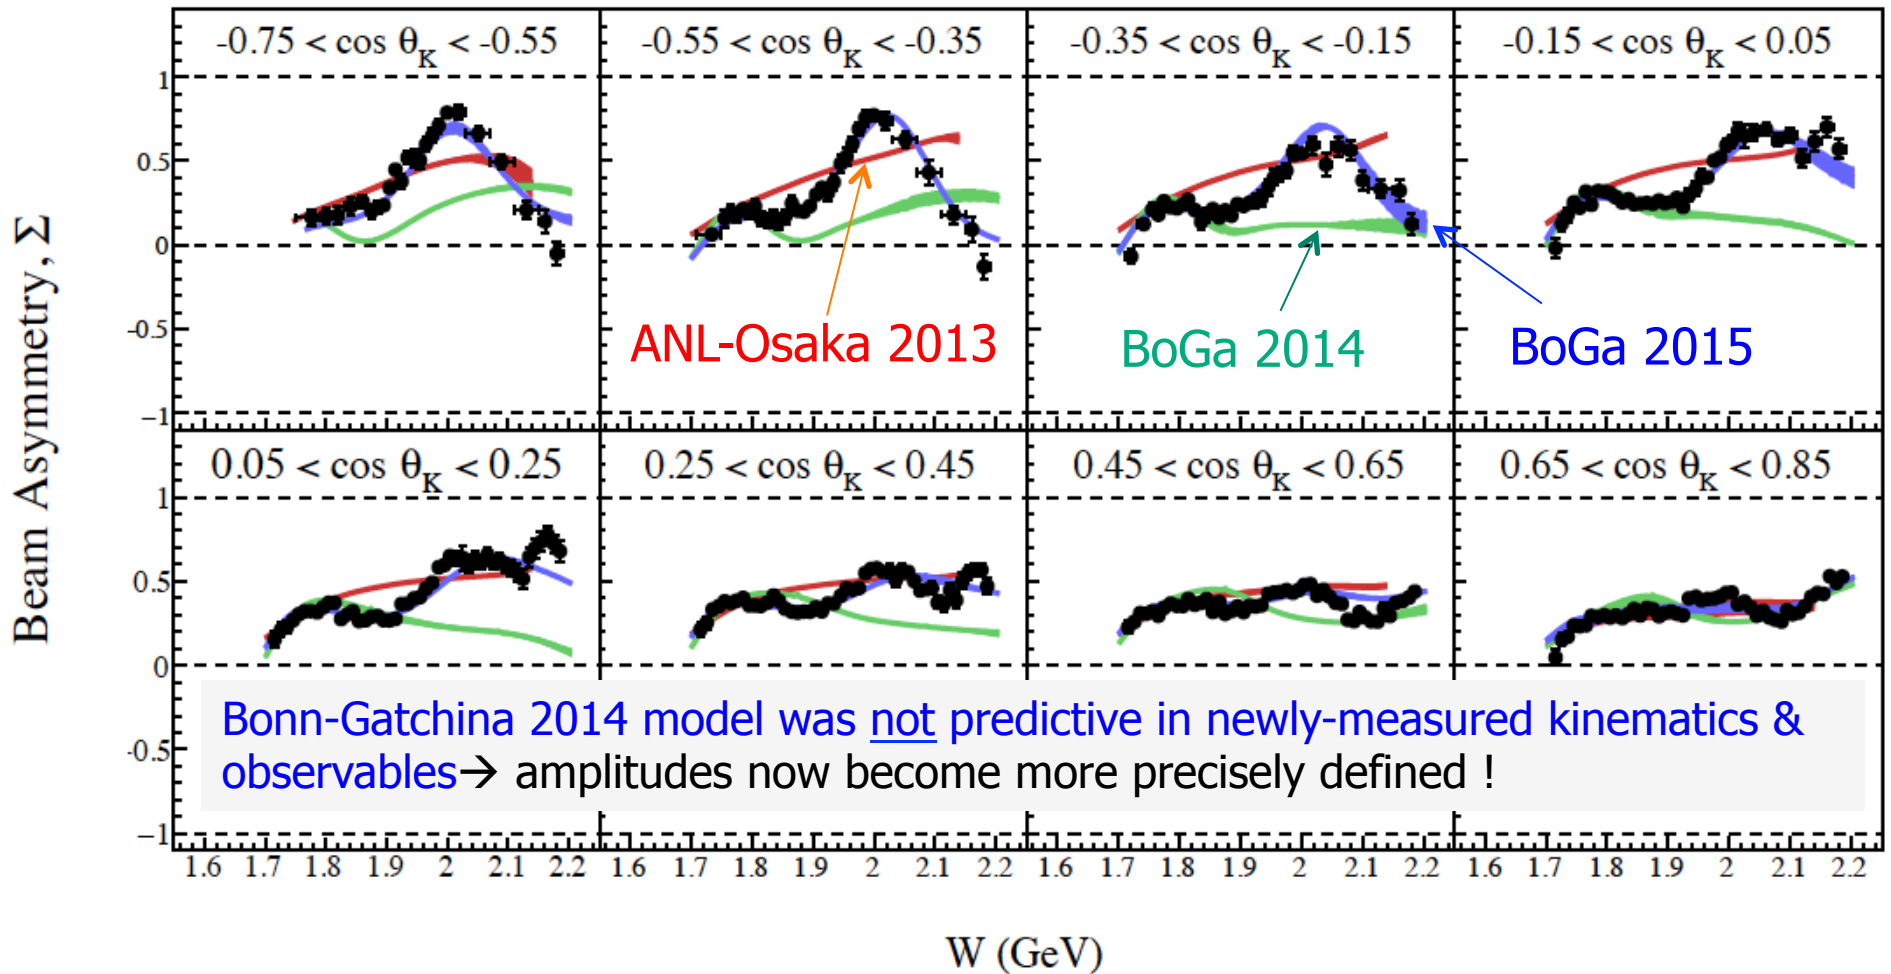 Beam Asymmetry, Σ
-0.75 < cos θK < -0.55
-0.55 < cos θK < -0.35
-0.35 < cos θK < -0.15
-0.15 < cos θK < 0.05
1
0.5
0
-0.5
−1
ANL-Osaka 2013
BoGa 2014
BoGa 2015
0.05 < cos θK < 0.25
0.25 < cos θK < 0.45
0.45 < cos θK < 0.65
0.65 < cos θK < 0.85
1
0.5
0
-0.5
−1
Bonn-Gatchina 2014 model was not predictive in newly-measured kinematics &
observables→ amplitudes now become more precisely defined !
1.6 1.7 1.8 1.9 2 2.1 2.2
1.6 1.7 1.8 1.9 2 2.1 2.2
1.6 1.7 1.8 1.9 2 2.1 2.2
1.6 1.7 1.8 1.9 2 2.1 2.2
W (GeV)